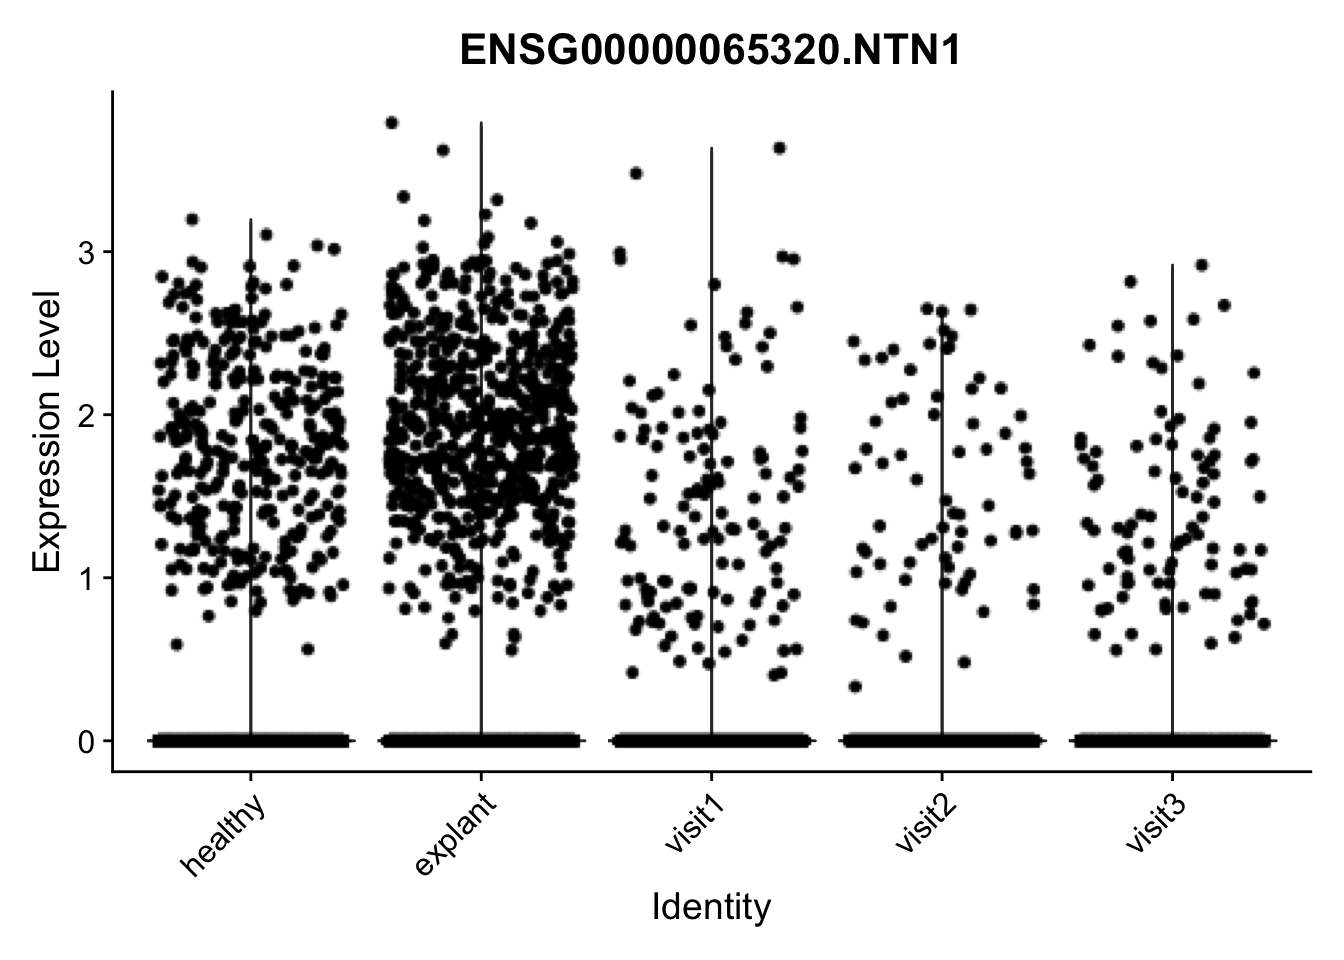 ENSG00000065320.NTN1
Expression Level
3
2
1
0
healthy
explant
visit1
visit2
visit3
Identity